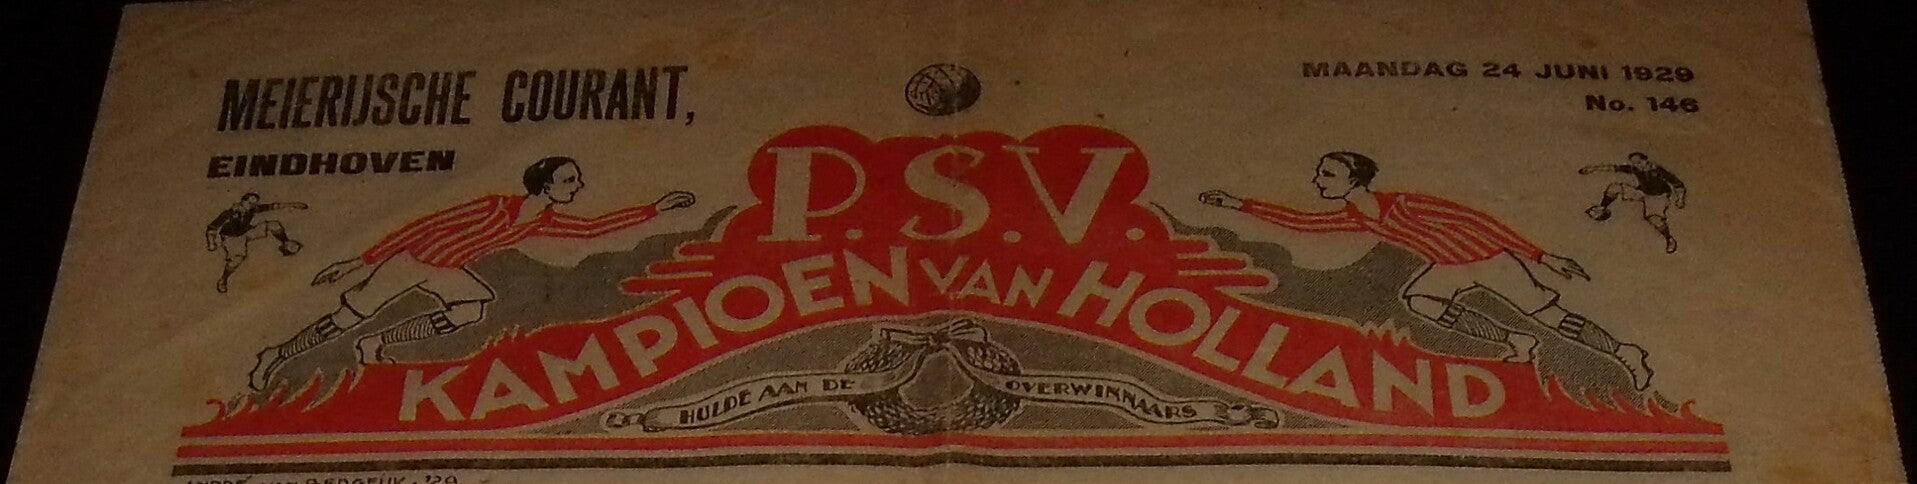 MEIERIJSCHE COURANT,
EINDHOVEN
MAANDAG 24 JUNI 1929
No. 146
P.S.V.
KAMPIOEN VAN HOLLAND
HULDE AAN DE OVERWINNAARS